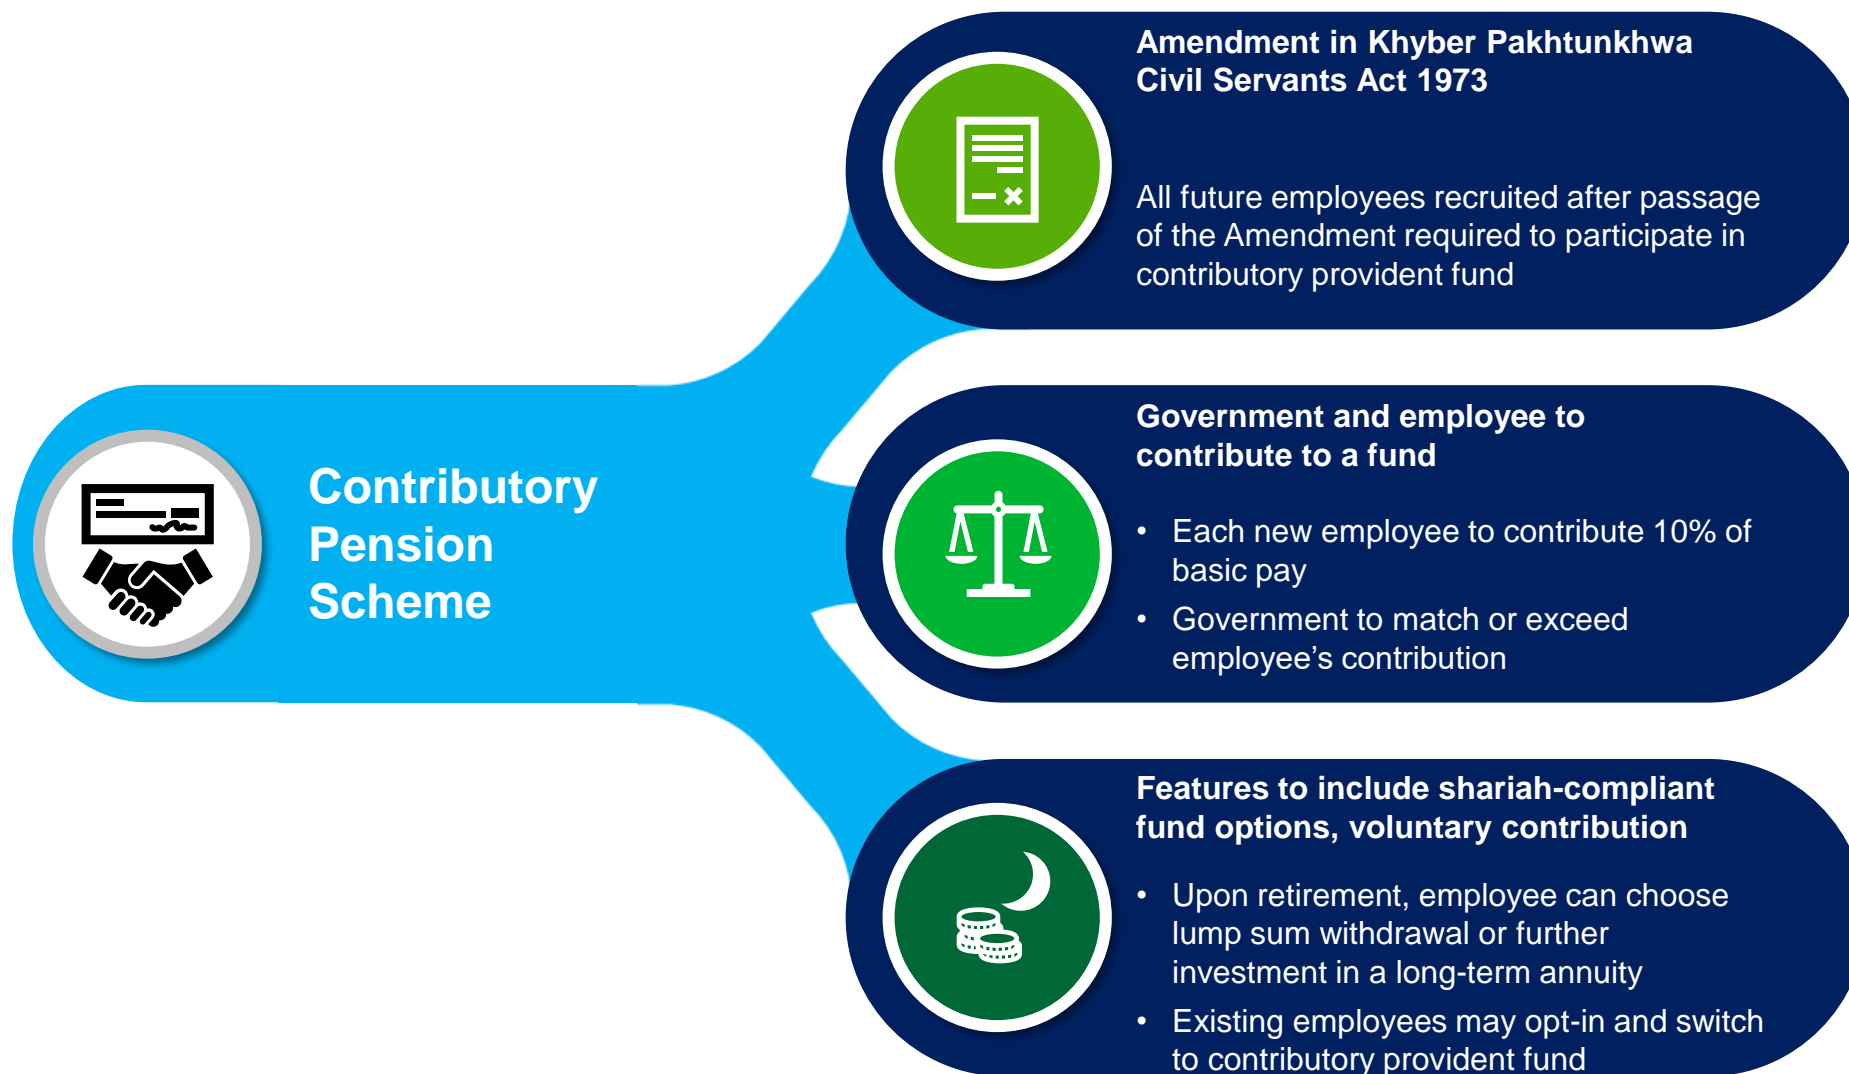 Contributory
Pension
Scheme
Amendment in Khyber Pakhtunkhwa
Civil Servants Act 1973
All future employees recruited after passage
of the Amendment required to participate in
contributory provident fund
Government and employee to
contribute to a fund
• Each new employee to contribute 10% of
basic pay
• Government to match or exceed
employee’s contribution
Features to include shariah-compliant
fund options, voluntary contribution
• Upon retirement, employee can choose
lump sum withdrawal or further
investment in a long-term annuity
• Existing employees may opt-in and switch
to contributory provident fund